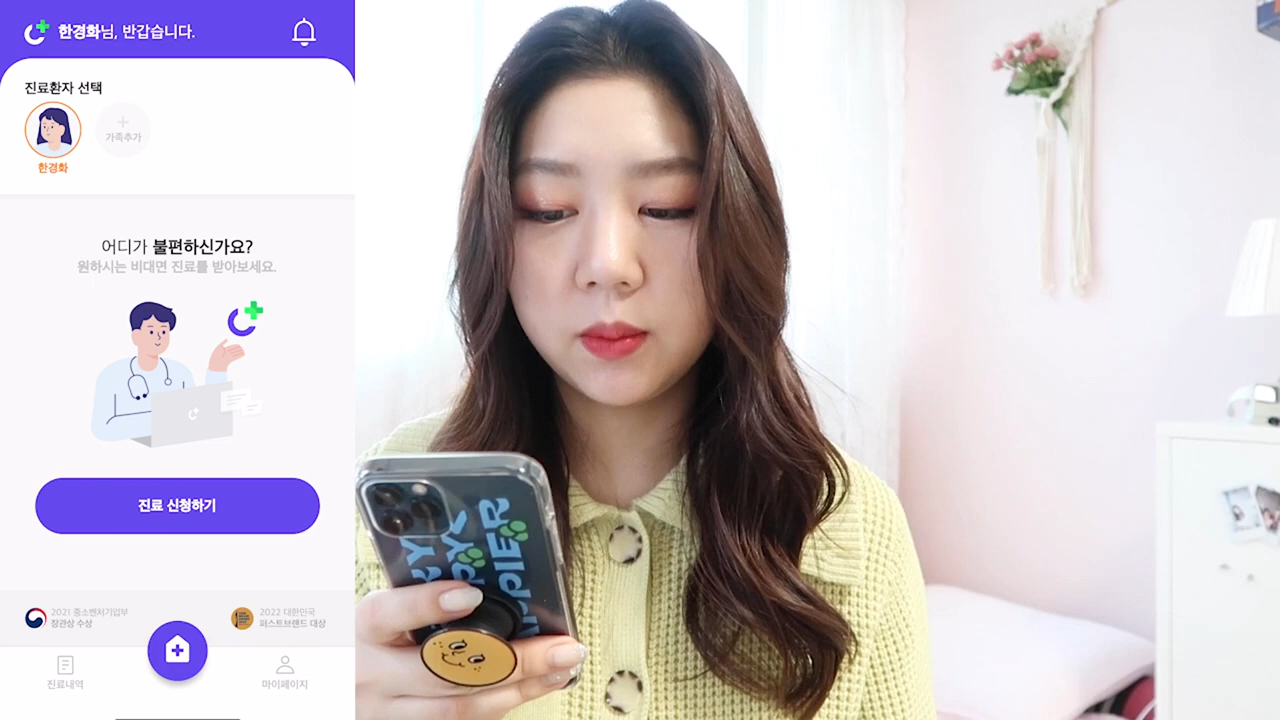 한경화님, 반갑습니다.
진료환자 선택
가족추가
한경화
어디가 불편하신가요?
원하시는 비대면 진료를 받아보세요.
진료 신청하기
2021 중소벤처기업부
장관상 수상
2022 대한민국
퍼스트브랜드 대상
진료내역
마이페이지